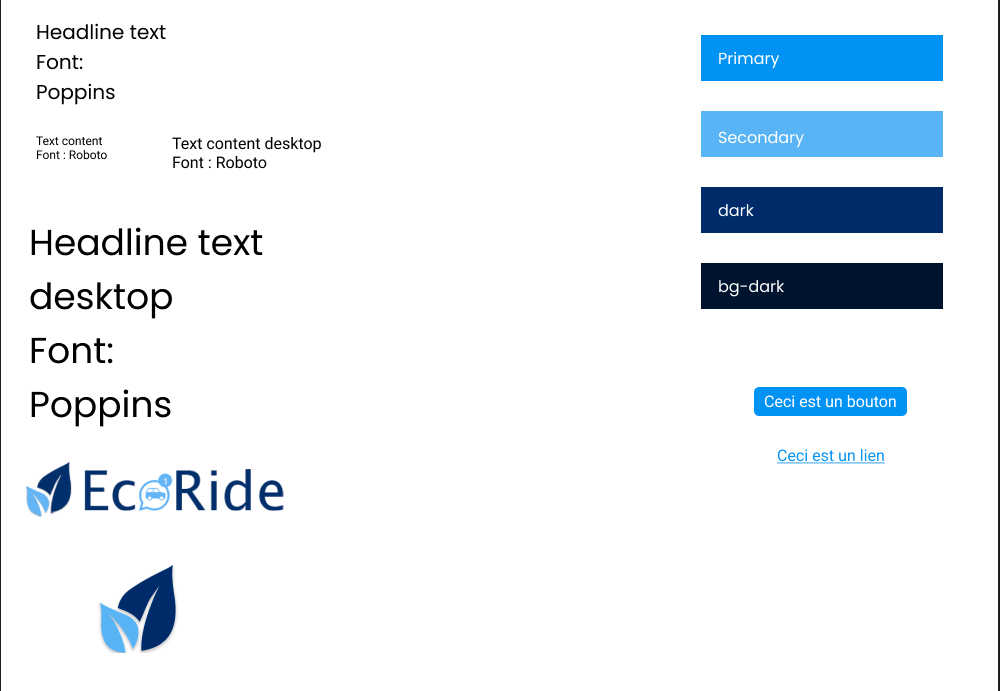 Headline text
Font:
Poppins
Text content
Font : Roboto
Text content desktop
Font : Roboto
Headline text
desktop
Font:
Poppins
EcoRide
Primary
Secondary
dark
bg-dark
Ceci est un bouton
Ceci est un lien